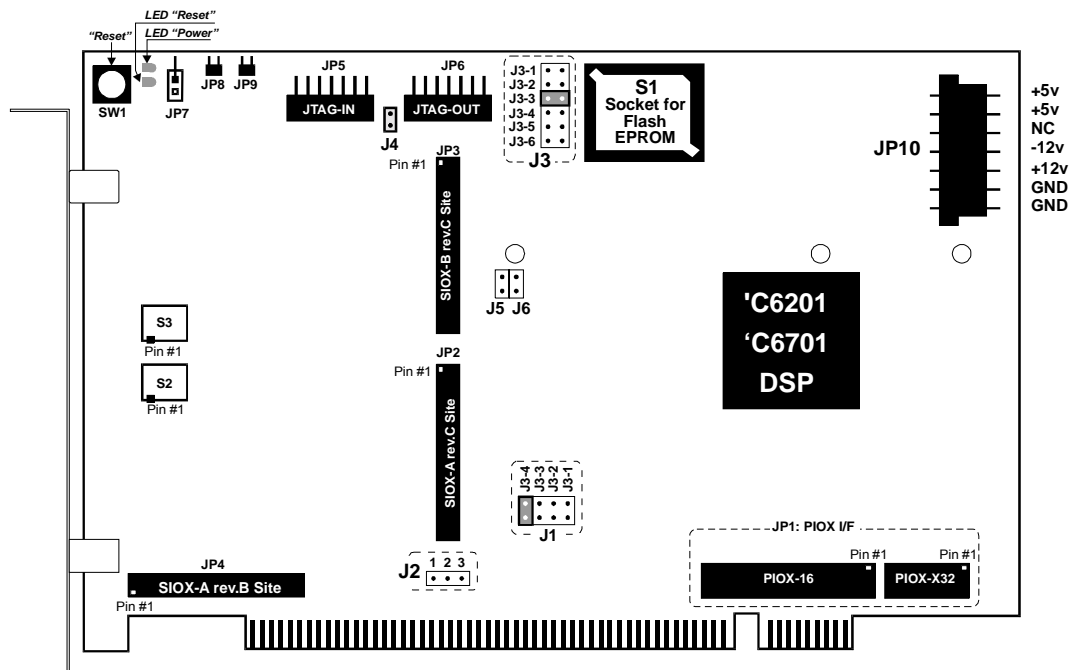 LED “Reset”
“Reset”
LED “Power”
SW1
JP7
JP8
JP9
JP5
JTAG-IN
J4
JP6
JTAG-OUT
J3-1
J3-2
J3-3
J3-4
J3-5
J3-6
J3
S1
Socket for
Flash
EPROM
JP10
+5v
+5v
NC
-12v
+12v
GND
GND
JP3
Pin #1
SIOX-B rev.C Site
J5 J6
'C6201
‘C6701
DSP
S3
Pin #1
S2
Pin #1
JP2
Pin #1
SIOX-A rev.C Site
J3-4
J3-3
J3-2
J3-1
J1
J2
1 2 3
JP4
SIOX-A rev.B Site
Pin #1
JP1: PIOX I/F
Pin #1
Pin #1
PIOX-16
PIOX-X32